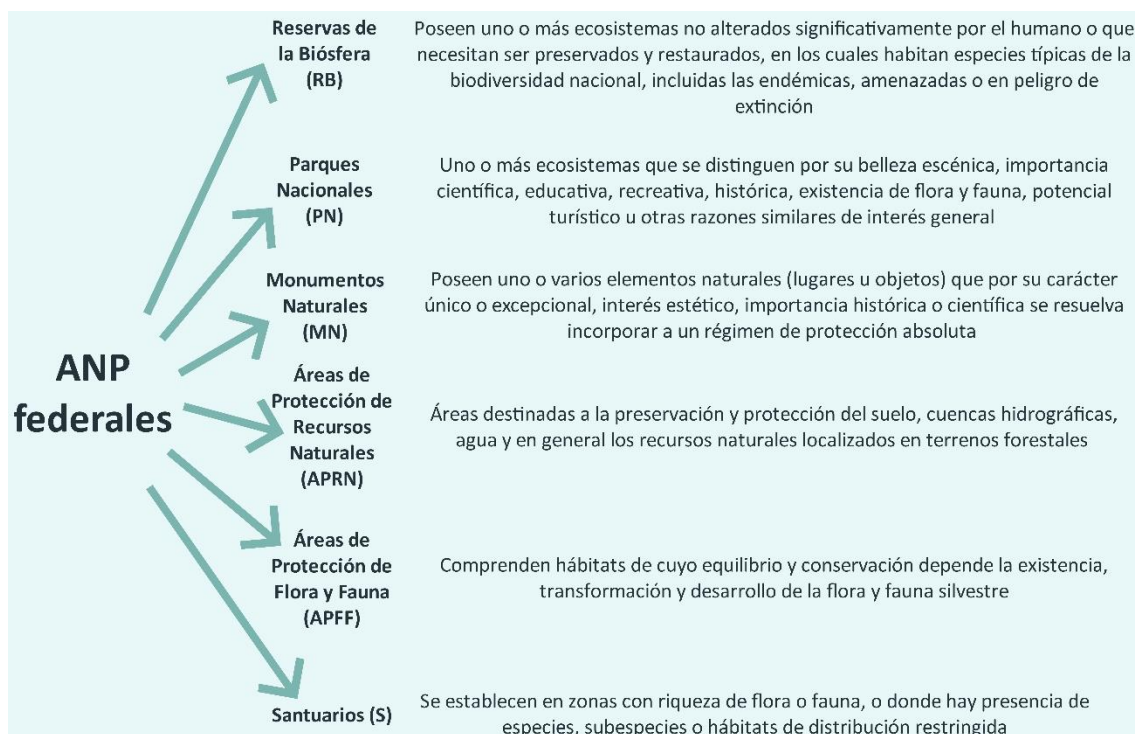 ANP
federales
Reservas de
la Biósfera
(RB)
Poseen uno o más ecosistemas no alterados significativamente por el humano o que
necesitan ser preservados y restaurados, en los cuales habitan especies típicas de la
biodiversidad nacional, incluidas las endémicas, amenazadas o en peligro de
extinción
Parques
Nacionales
(PN)
Uno o más ecosistemas que se distinguen por su belleza escénica, importancia
científica, educativa, recreativa, histórica, existencia de flora y fauna, potencial
turístico u otras razones similares de interés general
Monumentos
Naturales
(MN)
Poseen uno o varios elementos naturales (lugares u objetos) que por su carácter
único o excepcional, interés estético, importancia histórica o científica se resuelva
incorporar a un régimen de protección absoluta
Áreas de
Protección de
Recursos
Naturales
(APRN)
Áreas destinadas a la preservación y protección del suelo, cuencas hidrográficas,
agua y en general los recursos naturales localizados en terrenos forestales
Áreas de
Protección de
Flora y Fauna
(APFF)
Comprenden hábitats de cuyo equilibrio y conservación depende la existencia,
transformación y desarrollo de la flora y fauna silvestre
Santuarios (S)
Se establecen en zonas con riqueza de flora o fauna, o donde hay presencia de
especies, subespecies o hábitats de distribución restringida